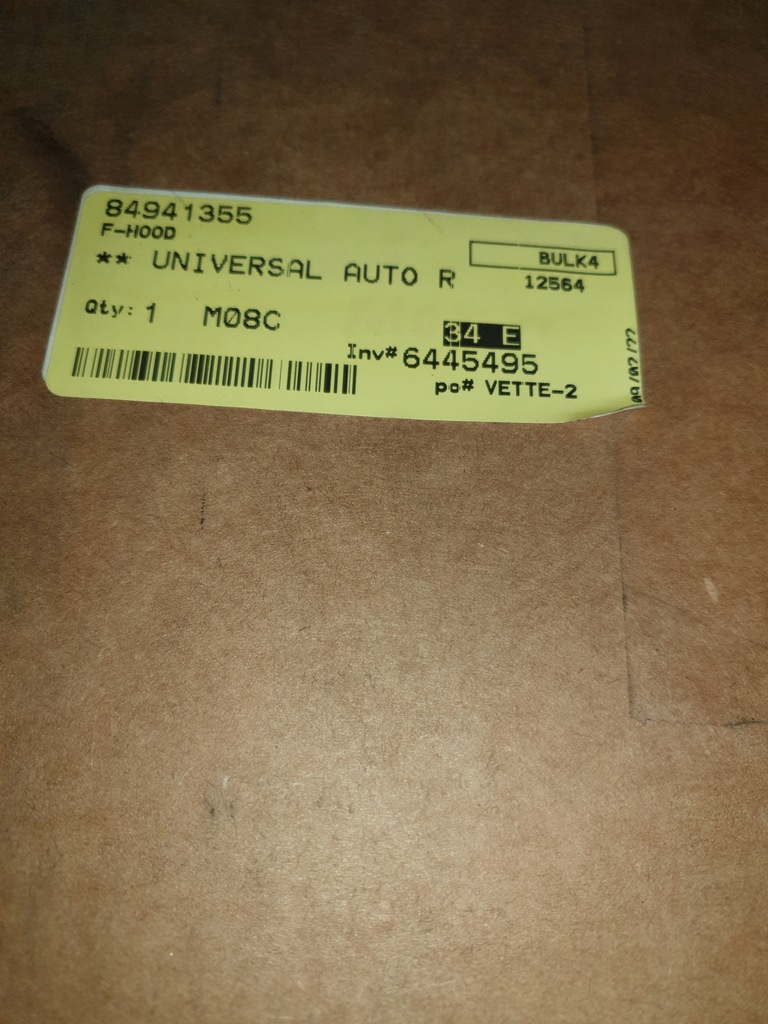 84941355
F-HOOD
** UNIVERSAL AUTO R
BULK4
12564
Qty: 1 M08C
34 E
Inv# 6445495
po# VETTE-2